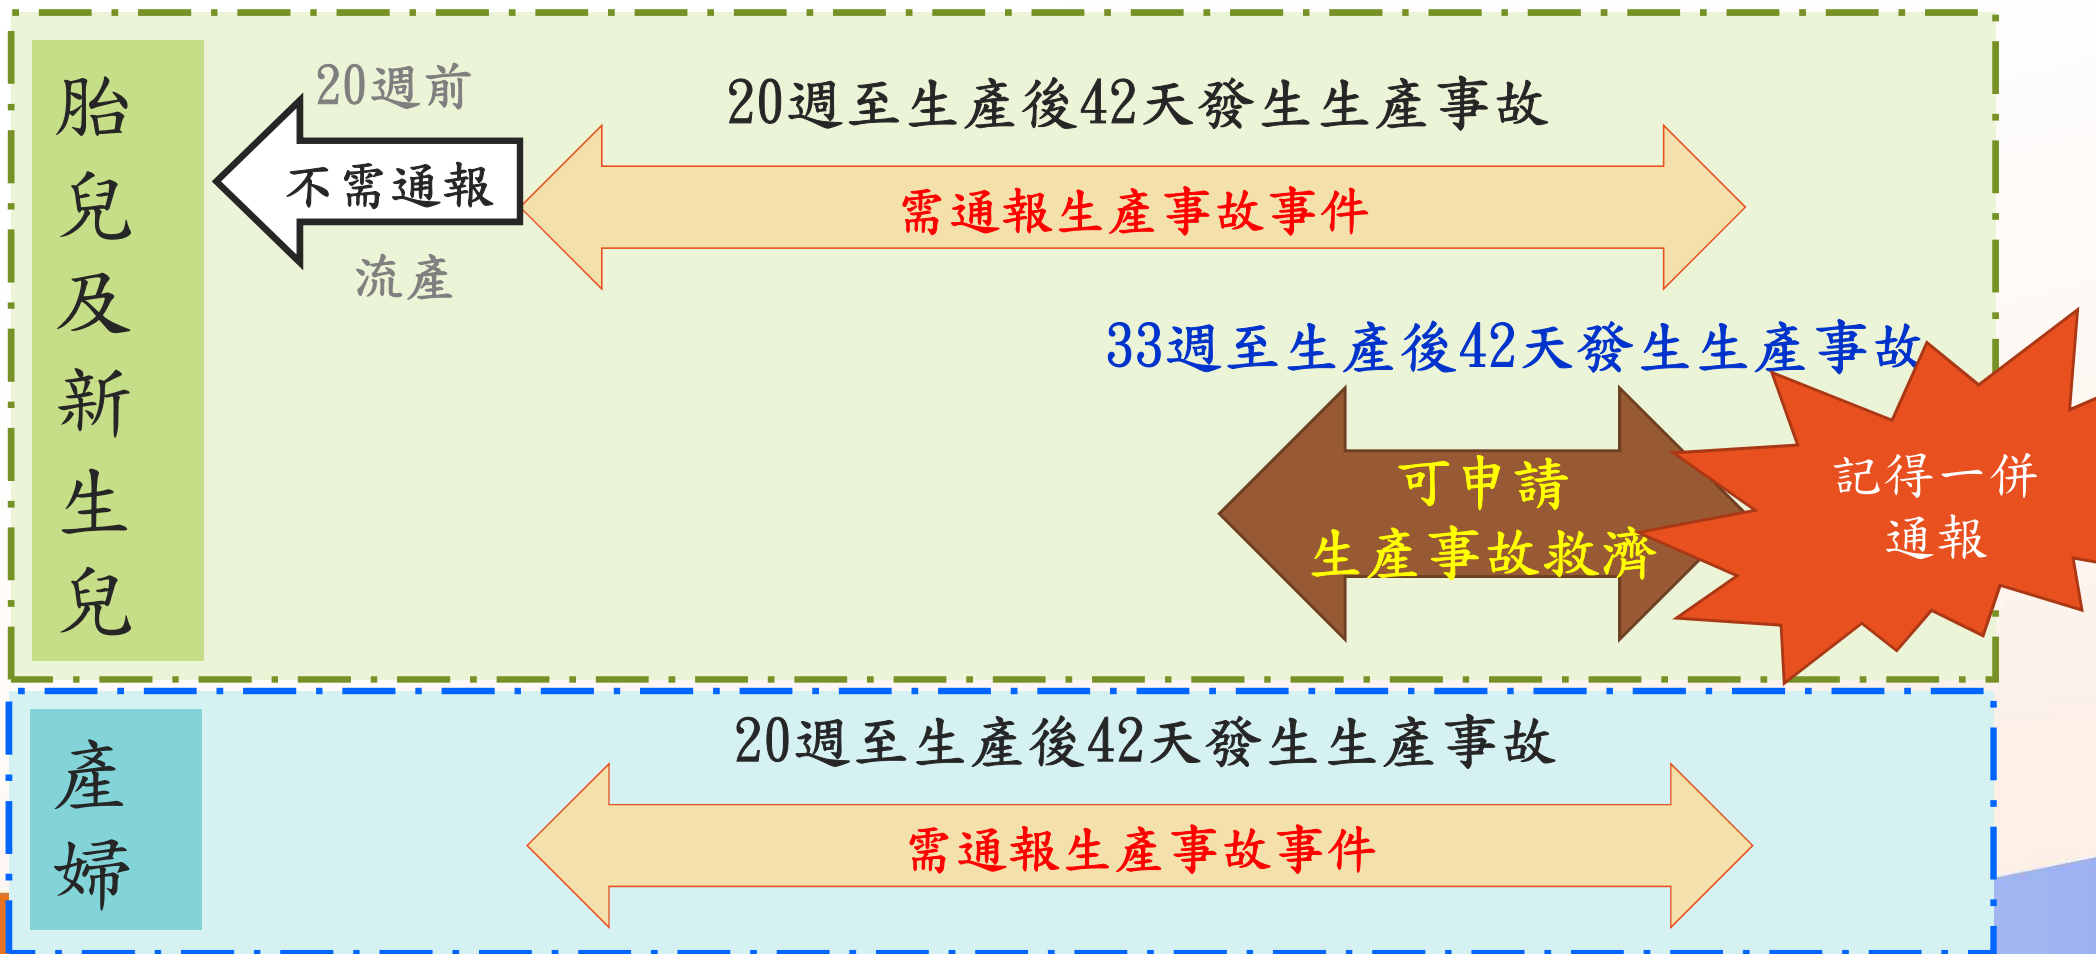 胎兒及新生兒
20週前
不需通報
流產
20週至生產後42天發生生產事故
需通報生產事故事件
33週至生產後42天發生生產事故
可申請
生產事故救濟
記得一併
通報
產婦
20週至生產後42天發生生產事故
需通報生產事故事件